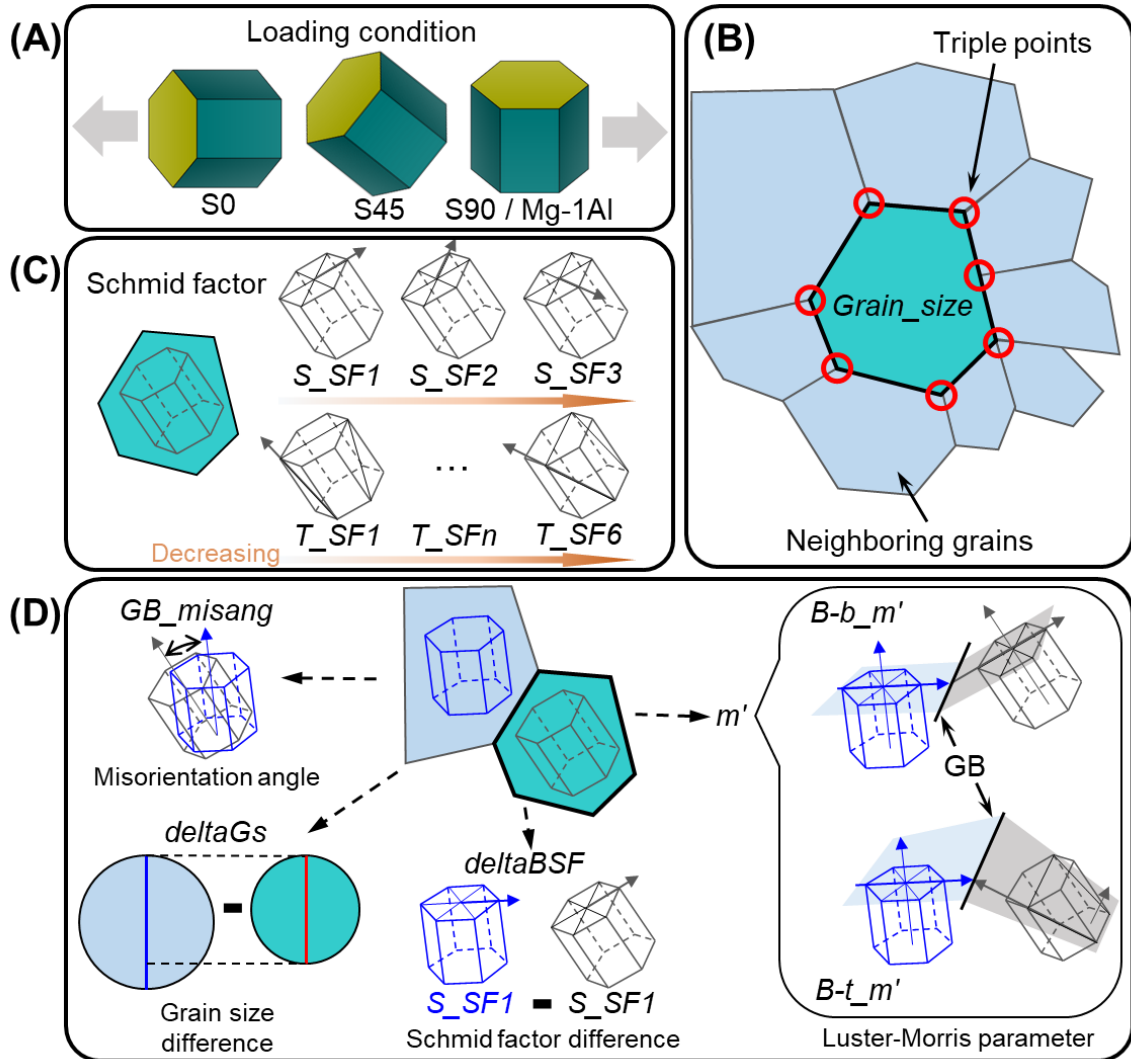 (A)
Loading condition
S0
S45
S90 / Mg-1Al
(B)
Triple points
Grain_size
Neighboring grains
(C)
Schmid factor
S_SF1
S_SF2
S_SF3
...
T_SF1
T_SFn
T_SF6
Decreasing
(D)
GB_misang
Misorientation angle
deltaGs
-
Grain size
difference
deltaBSF
S_SF1 - S_SF1
Schmid factor difference
m'
B-b_m'
GB
B-t_m'
Luster-Morris parameter